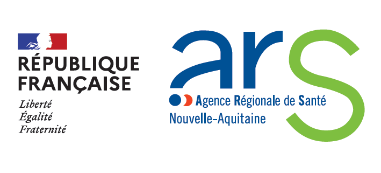 RÉPUBLIQUE
FRANÇAISE
Liberté
Égalité
Fraternité
ars
Agence Régionale de Santé
Nouvelle-Aquitaine